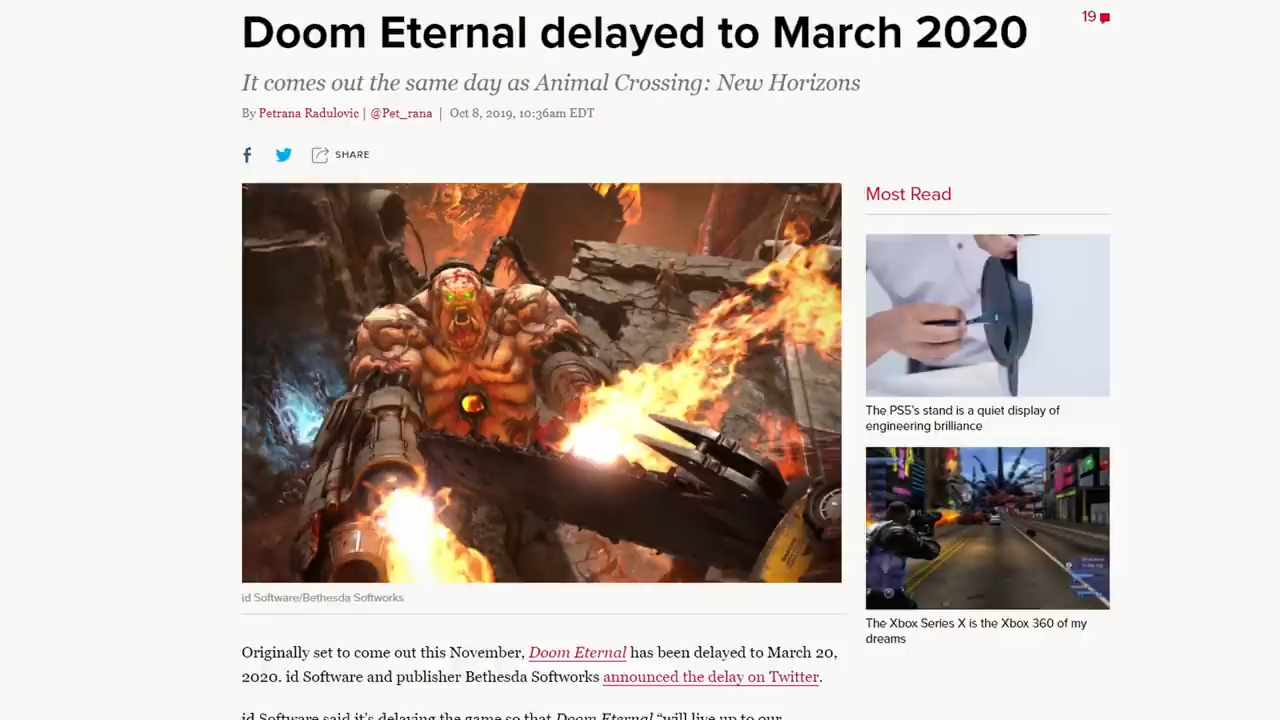 Doom Eternal delayed to March 2020
19
It comes out the same day as Animal Crossing: New Horizons
By Petrana Radulovic | @Pet_rana | Oct 8, 2019, 10:36am EDT
SHARE
Most Read
The PS5's stand is a quiet display of
engineering brilliance
The Xbox Series X is the Xbox 360 of my
dreams
id Software/Bethesda Softworks
Originally set to come out this November, Doom Eternal has been delayed to March 20,
2020. id Software and publisher Bethesda Softworks announced the delay on Twitter.
id Software said it's delaying the game so that Doom Eternal "will live up to our